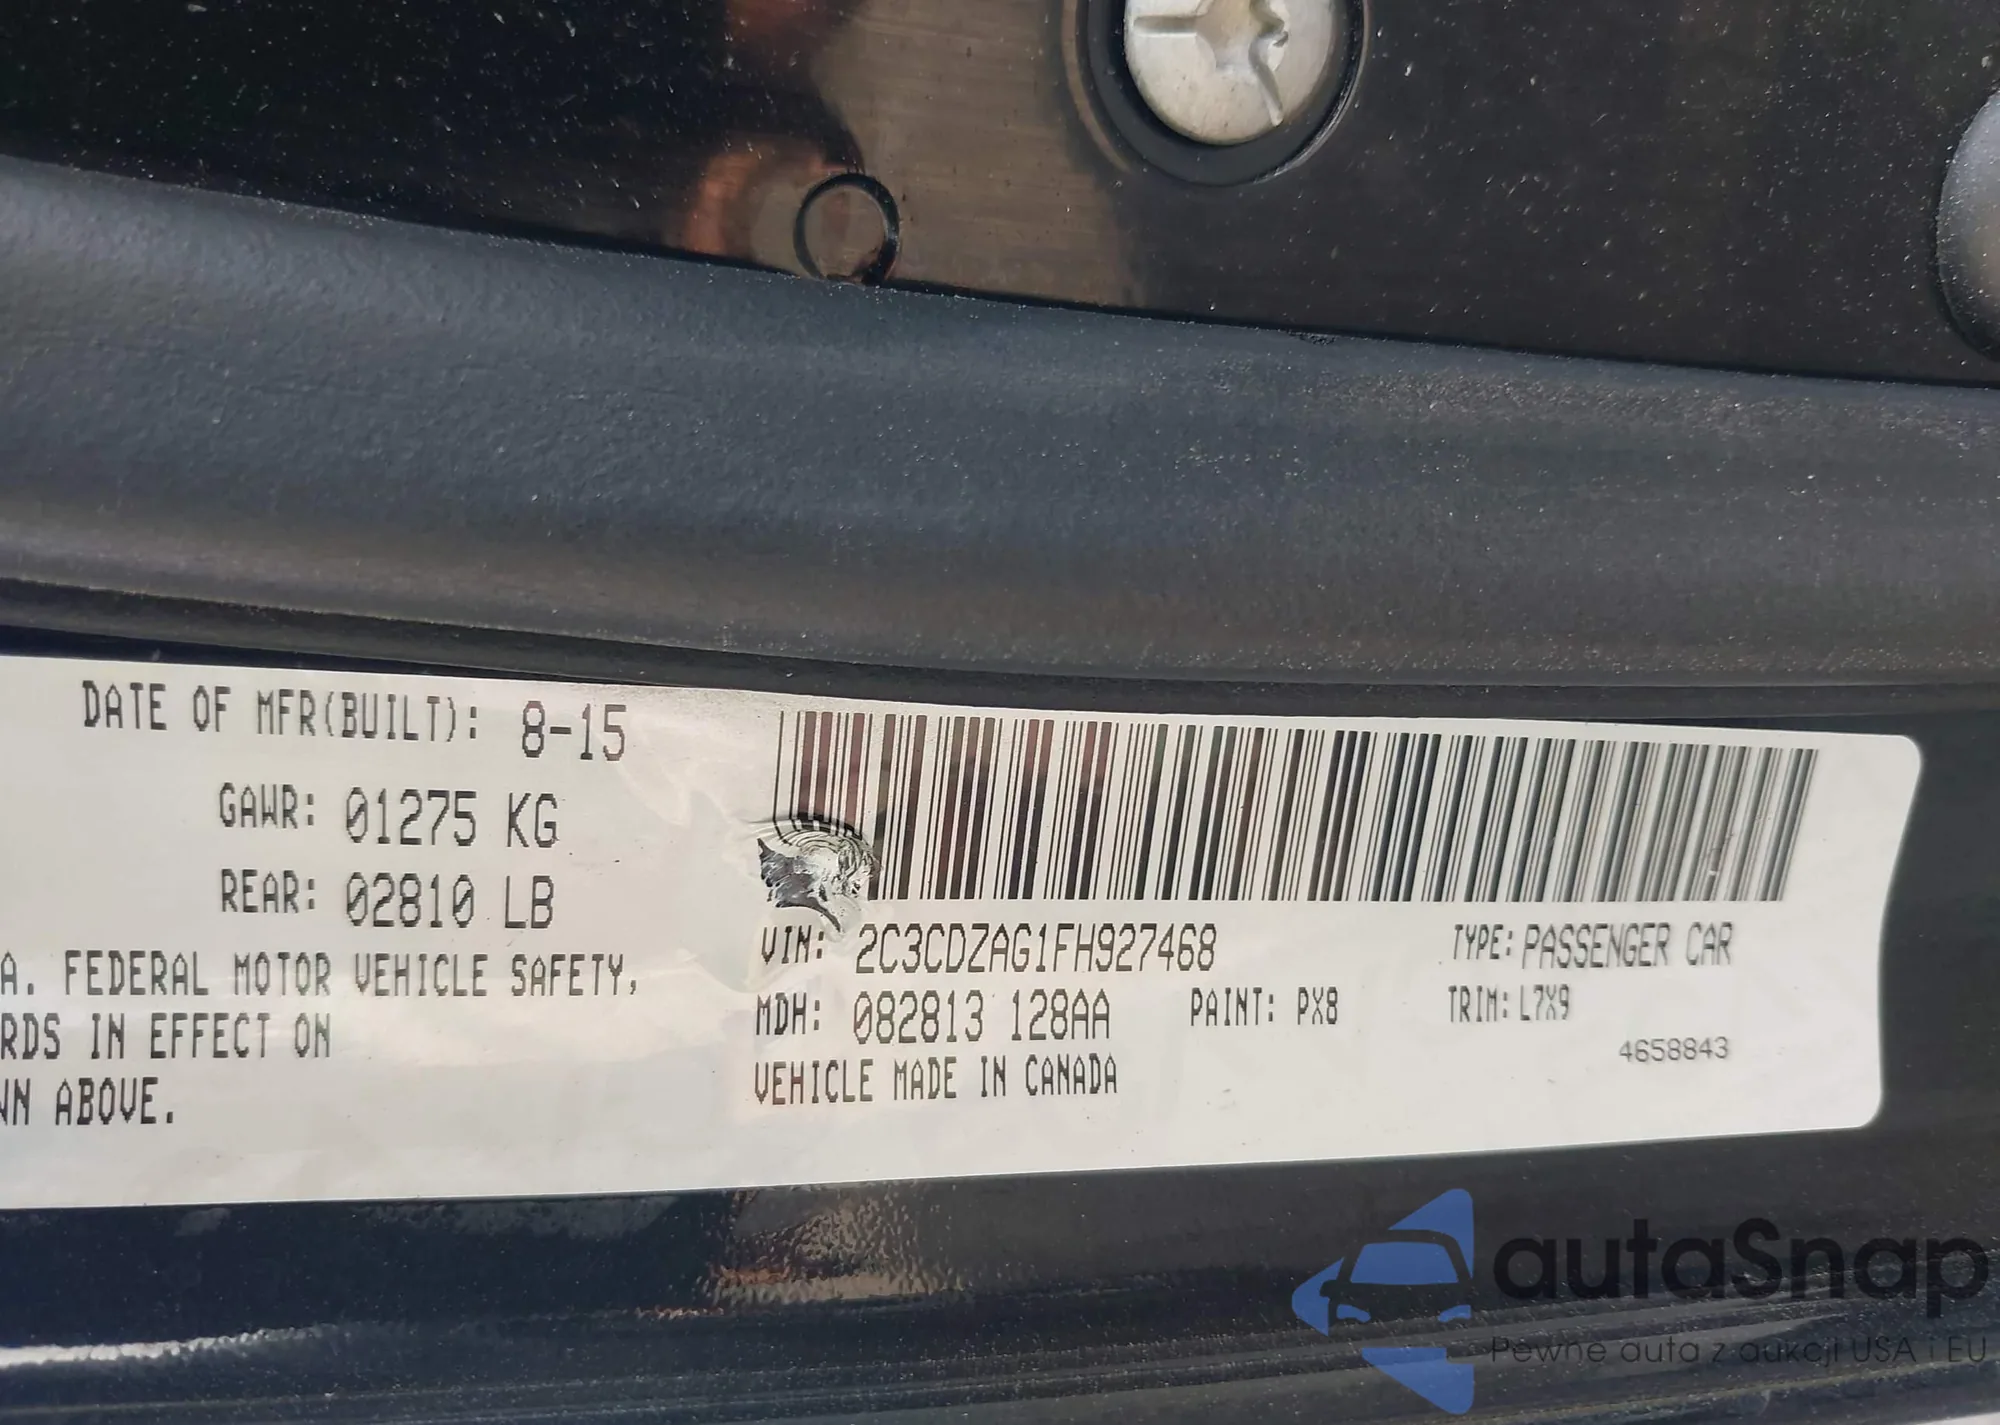 DATE OF MFR(BUILT): 8-15
GAWR: 01275 KG
REAR: 02810 LB
A. FEDERAL MOTOR VEHICLE SAFETY,
RDS IN EFFECT ON
WN ABOVE.
VIN: 2C3CDZAG1FH927468 TYPE: PASSENGER CAR
MDH: 082813 128AA PAINT: PX8 TRIM: L7X9
4658843
VEHICLE MADE IN CANADA
autaSnap
Pewne auta z aukcji USA i EU